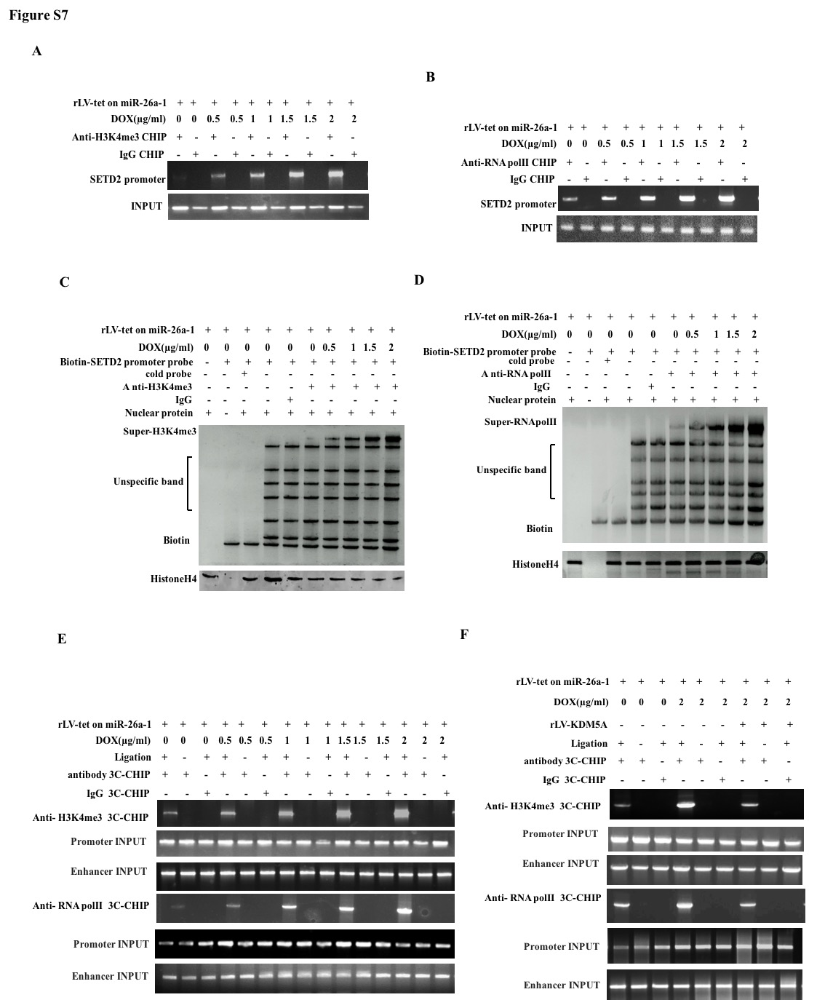 Figure S7
A
rLV-tet on miR-26a-1 + + + + + + + + + +
DOX(μg/ml) 0 0 0.5 0.5 1 1 1.5 1.5 2 2
Anti-H3K4me3 CHIP + - + - + - + - + -
IgG CHIP - + - + - + - + - +
SETD2 promoter
INPUT
B
rLV-tet on miR-26a-1 + + + + + + + + + +
DOX(μg/ml) 0 0 0.5 0.5 1 1 1.5 1.5 2 2
Anti-RNA polII CHIP + - + - + - + - + -
IgG CHIP - + - + - + - + - +
SETD2 promoter
INPUT
C
rLV-tet on miR-26a-1 + + + + + + + + + +
DOX(μg/ml) 0 0 0 0 0 0 0.5 1 1.5 2
Biotin-SETD2 promoter probe - + + + + + + + + +
cold probe - - + - - - - - - -
A nti-H3K4me3 - - - - - + + + + +
IgG - - - - + - - - - -
Nuclear protein + - + + + + + + + +
Super-H3K4me3
Unspecific band
Biotin
HistoneH4
D
rLV-tet on miR-26a-1 + + + + + + + + + +
DOX(μg/ml) 0 0 0 0 0 0 0.5 1 1.5 2
Biotin-SETD2 promoter probe - + + + + + + + + +
cold probe - - + - - - - - - -
A nti-RNA polII - - - - - + + + + +
IgG - - - - + - - - - -
Nuclear protein + - + + + + + + + +
Super-RNApolII
Unspecific band
Biotin
HistoneH4
E
rLV-tet on miR-26a-1 + + + + + + + + + + + + + + +
DOX(μg/ml) 0 0 0 0.5 0.5 0.5 1 1 1 1.5 1.5 1.5 2 2 2
Ligation + - + + - + + - + + - + + - +
antibody 3C-CHIP + + - + + - + + - + + - + + -
IgG 3C-CHIP - - + - - + - - + - - + - - +
Anti- H3K4me3 3C-CHIP
Promoter INPUT
Enhancer INPUT
Anti- RNA polII 3C-CHIP
Promoter INPUT
Enhancer INPUT
F
rLV-tet on miR-26a-1 + + + + + + + + +
DOX(μg/ml) 0 0 0 2 2 2 2 2 2
rLV-KDM5A - - - - - - + + +
Ligation + - + + - + + - +
antibody 3C-CHIP + + - + + - + + -
IgG 3C-CHIP - - + - - + - - +
Anti- H3K4me3 3C-CHIP
Promoter INPUT
Enhancer INPUT
Anti- RNA polII 3C-CHIP
Promoter INPUT
Enhancer INPUT